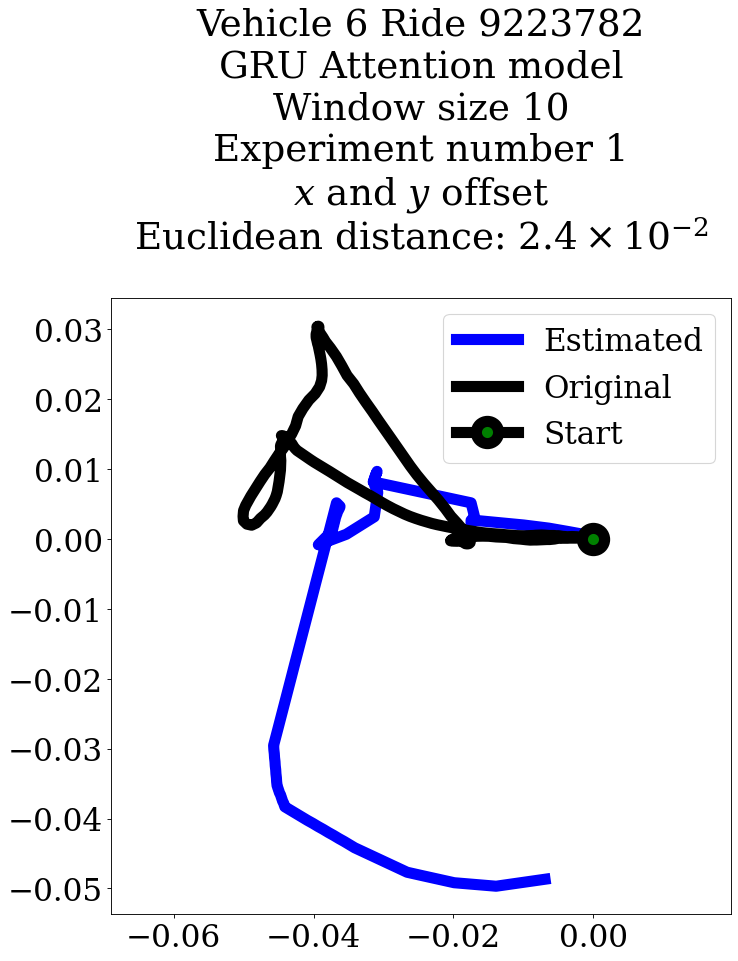 Vehicle 6 Ride 9223782
GRU Attention model
Window size 10
Experiment number 1
x and y offset
Euclidean distance: 2.4 × 10⁻²
Estimated
Original
Start
0.03
0.02
0.01
0.00
−0.01
−0.02
−0.03
−0.04
−0.05
−0.06
−0.04
−0.02
0.00